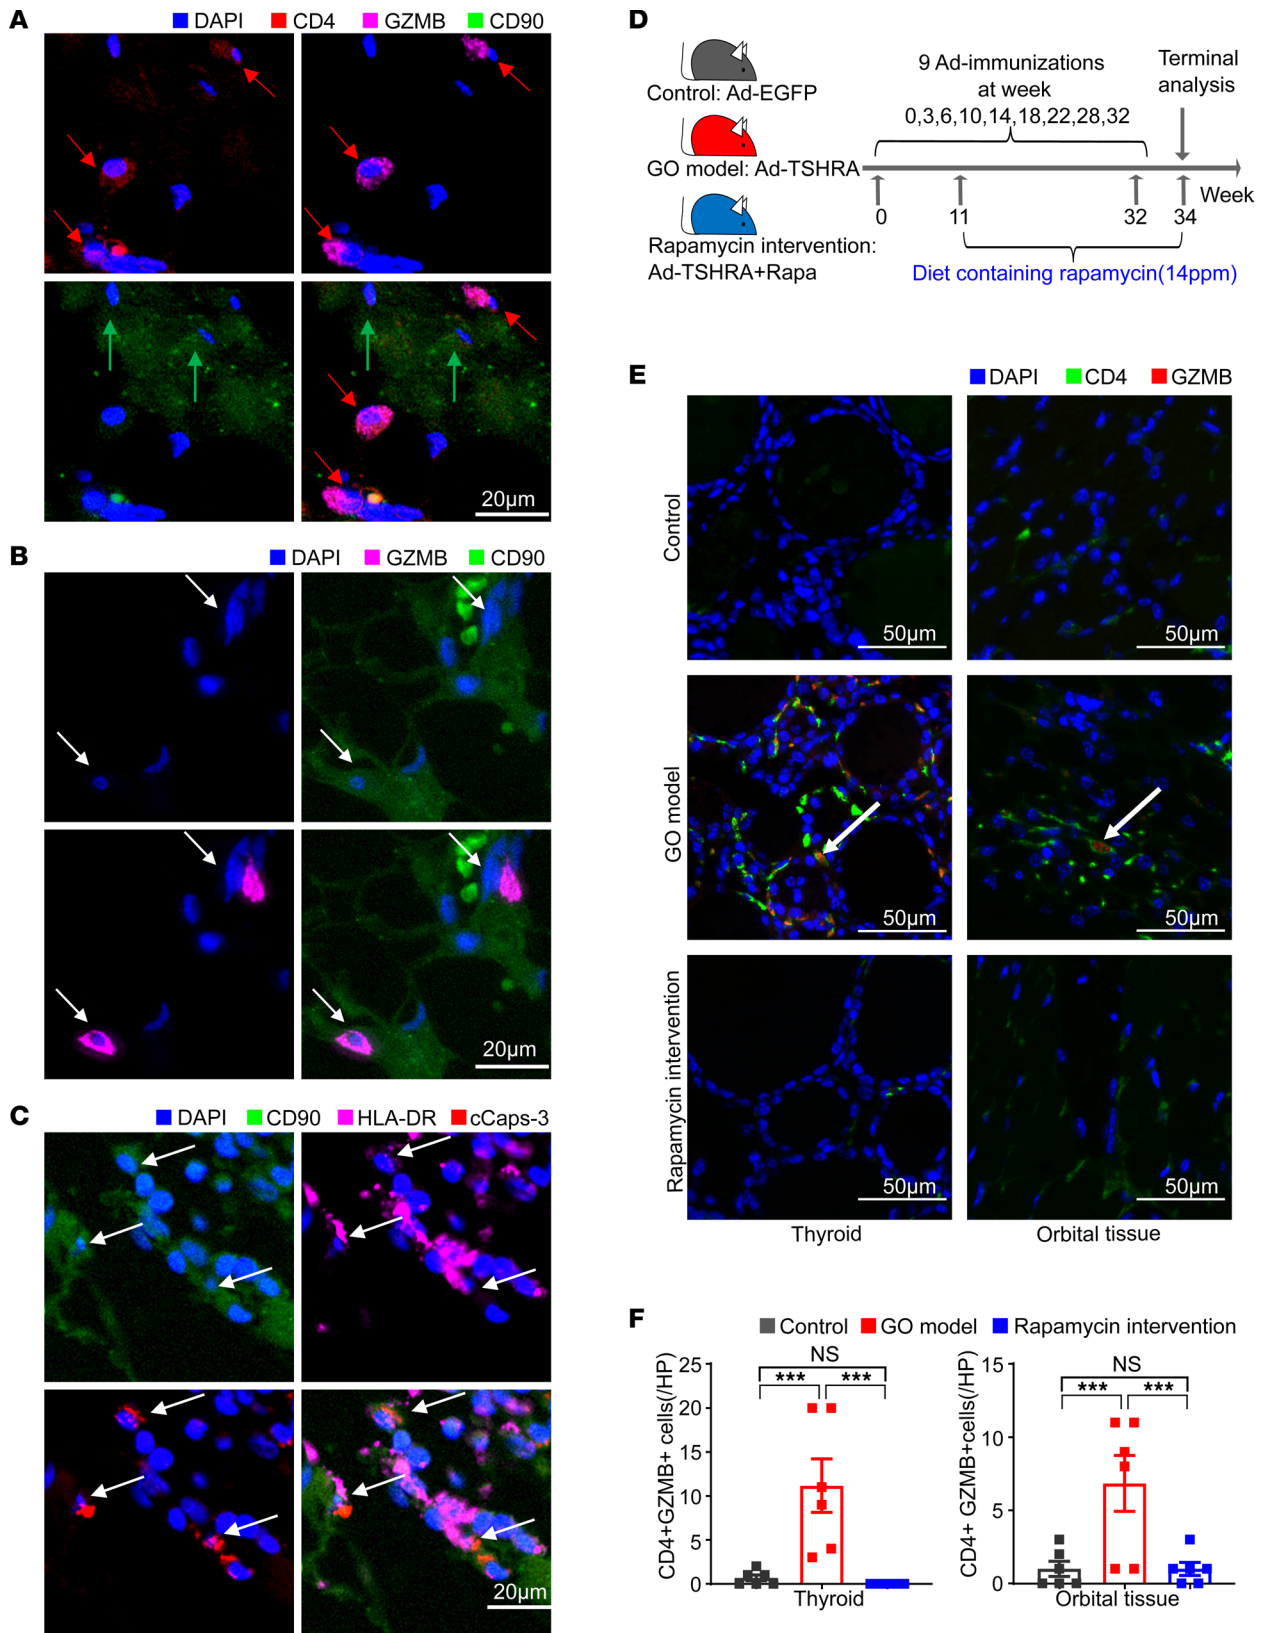 A
DAPI CD4 GZMB CD90
20µm
B
DAPI GZMB CD90
20µm
C
DAPI CD90 HLA-DR cCaps-3
20µm
D
Control: Ad-EGFP
GO model: Ad-TSHRA
Rapamycin intervention:
Ad-TSHRA+Rapa
9 Ad-immunizations
at week
0,3,6,10,14,18,22,28,32
Terminal
analysis
Week
0 11 32 34
Diet containing rapamycin(14ppm)
E
DAPI CD4 GZMB
Control
50µm 50µm
GO model
50µm 50µm
Rapamycin intervention
50µm 50µm
Thyroid Orbital tissue
F
Control GO model Rapamycin intervention
CD4+GZMB+ cells(/HP)
25
20
15
10
5
0
NS
*** ***
Thyroid
CD4+ GZMB+cells(/HP)
15
10
5
0
NS
*** ***
Orbital tissue